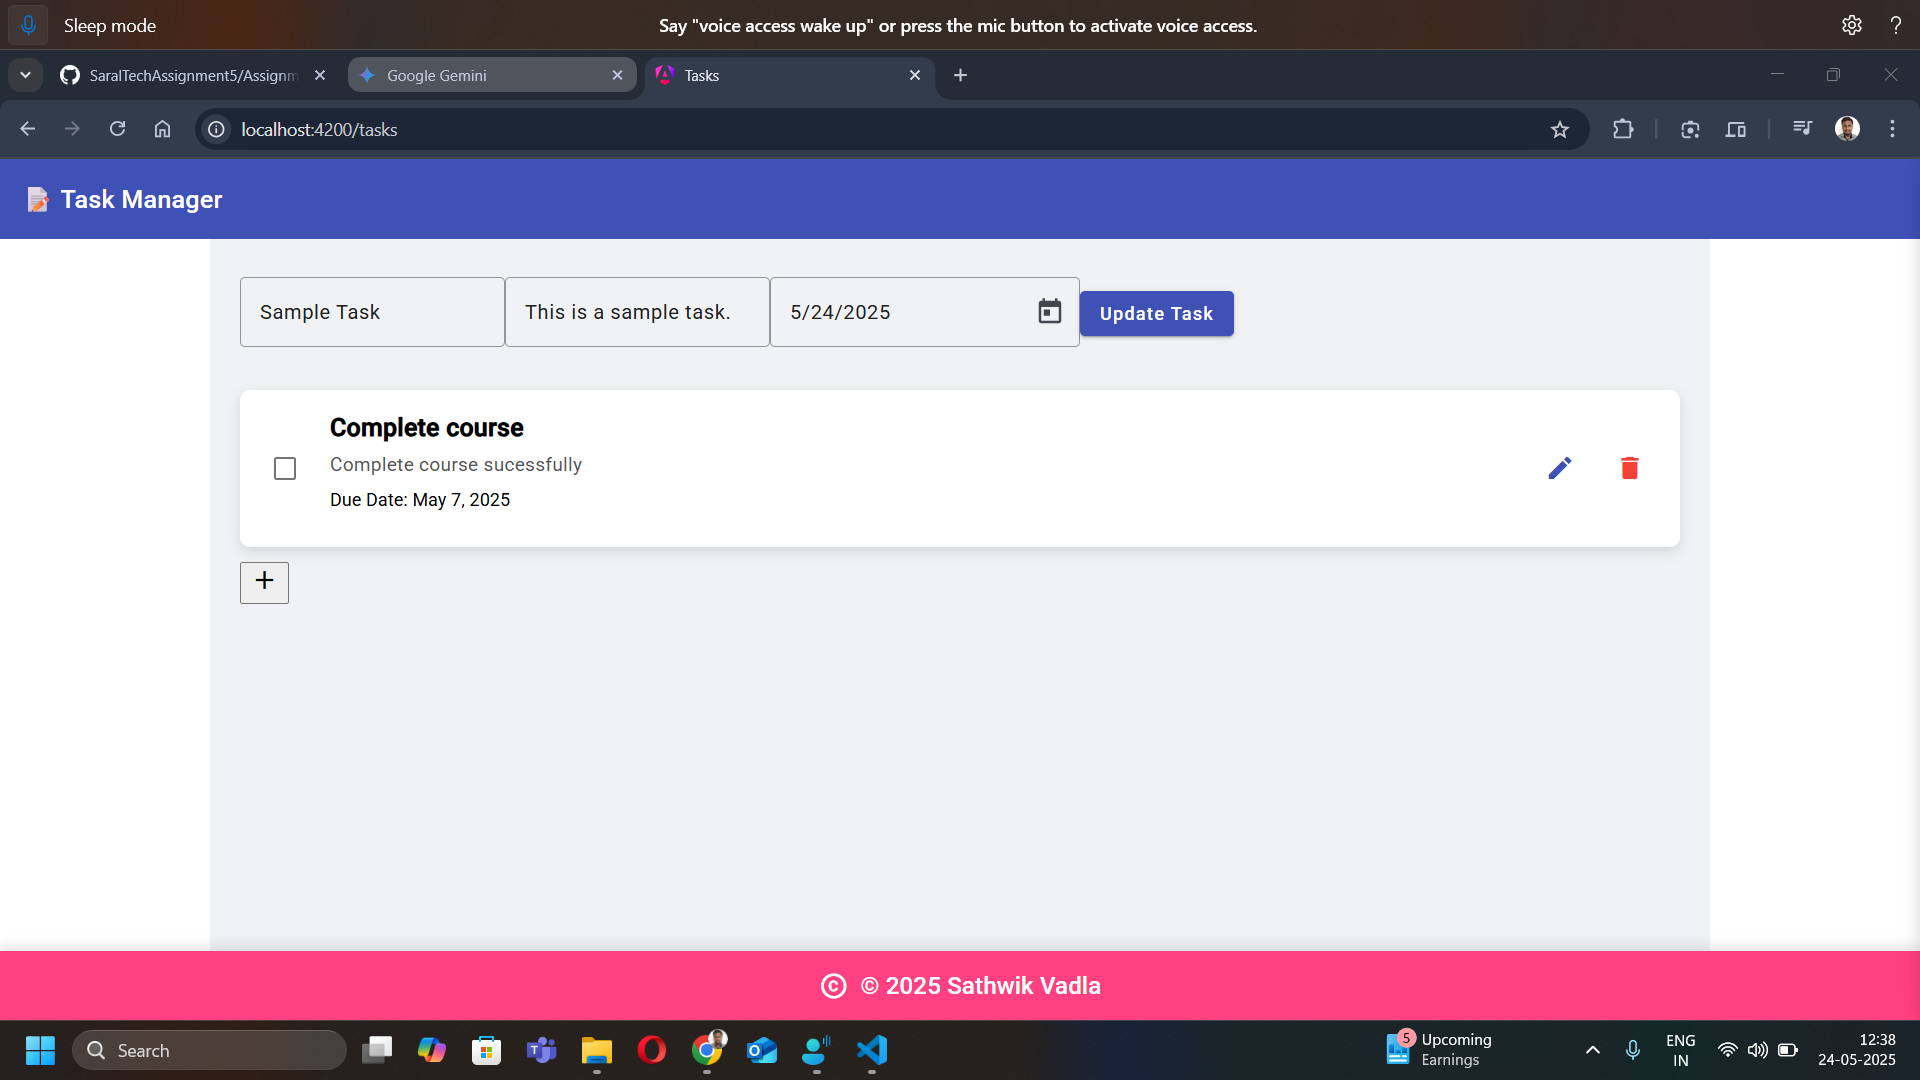 Sleep mode
Say "voice access wake up" or press the mic button to activate voice access.
SaralTechAssignment5/Assignm
Google Gemini
Tasks
localhost:4200/tasks
Task Manager
Sample Task
This is a sample task.
5/24/2025
Update Task
Complete course
Complete course sucessfully
Due Date: May 7, 2025
+
© © 2025 Sathwik Vadla
Search
5
Upcoming
Earnings
ENG
IN
12:38
24-05-2025